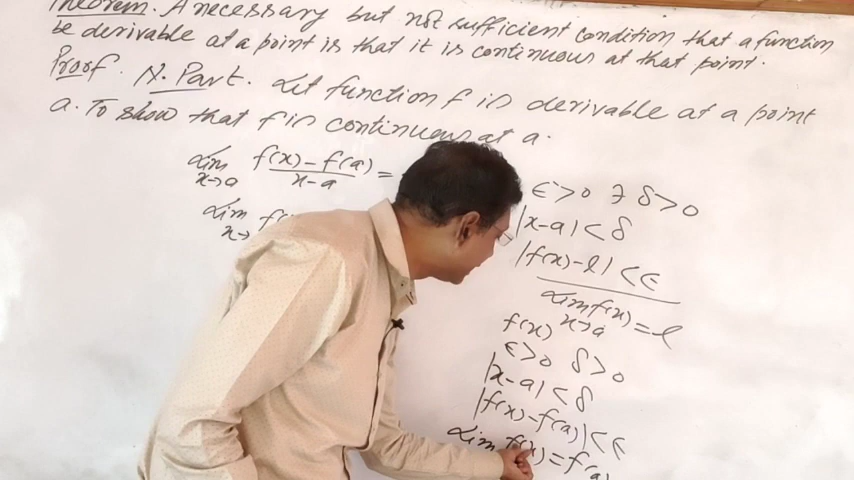 Theorem. A necessary but not sufficient condition that a function
be derivable at a point is that it is continuous at that point.
Proof. N. Part. Let function f is derivable at a point
a. To show that f is continuous at a.
Lim x→a f(x)-f(a)/x-a =
Lim x→
ε>0 ∃ δ>0
|x-a|<δ
|f(x)-l|<ε
Lim f(x) = l
x→a
f(x)
ε>0 δ>0
|x-a|<δ
|f(x)-f(a)|<ε
Lim f(x) = f(a)